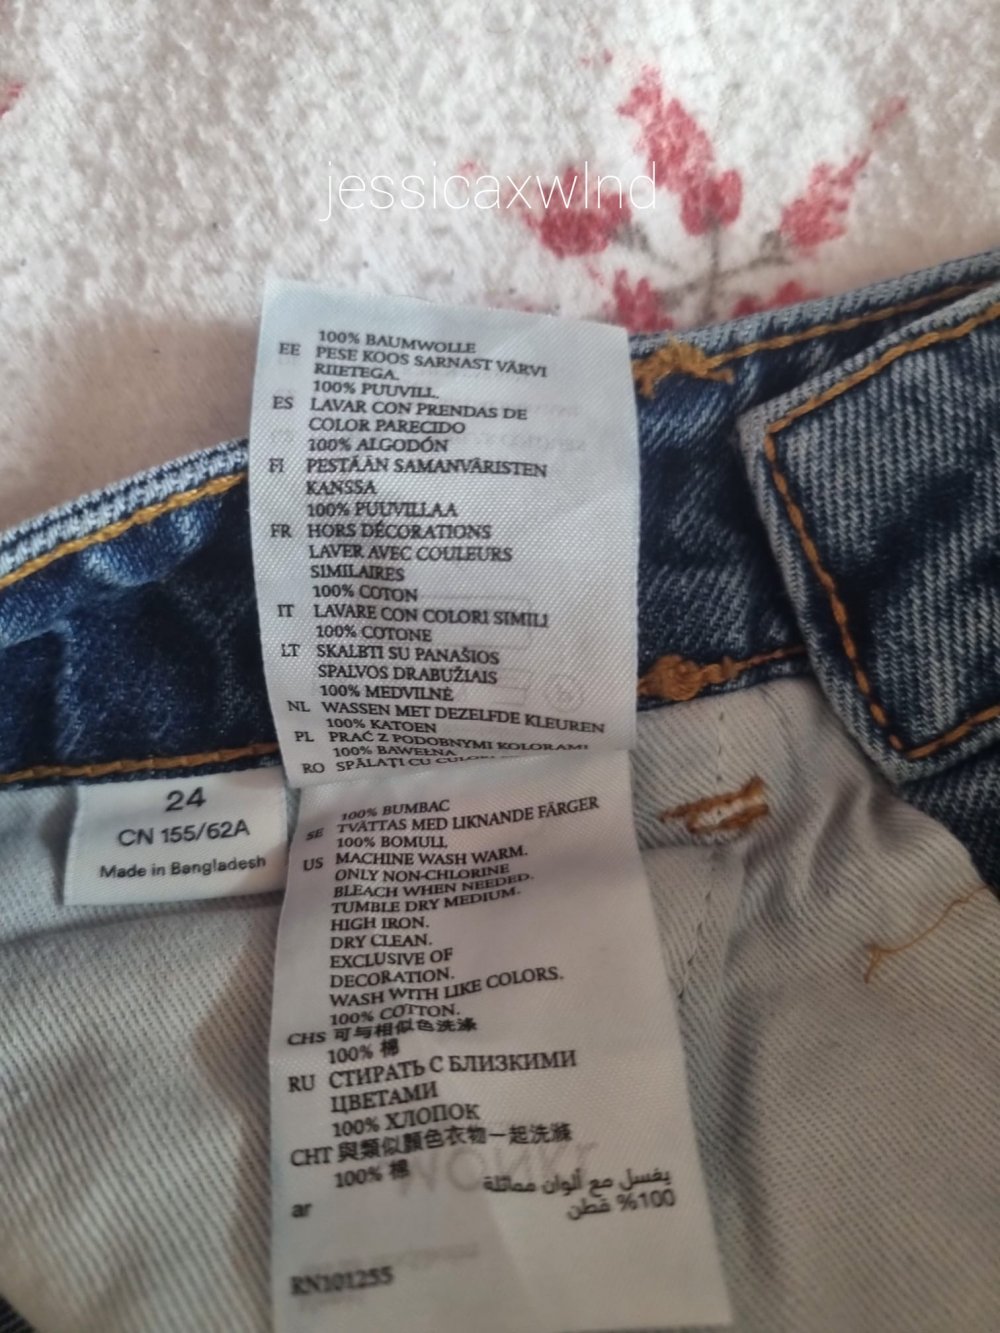 jessicaxwlnd
100% BAUMWOLLE
EE PESE KOOS SARNAST VÄRVI
RIIETEGA.
100% PUUVILL.
ES LAVAR CON PRENDAS DE
COLOR PARECIDO
100% ALGODÓN
FI PESTÄÄN SAMANVÄRISTEN
KANSSA
100% PUUVILLAA
FR HORS DÉCORATIONS
LAVER AVEC COULEURS
SIMILAIRES
100% COTON
IT LAVARE CON COLORI SIMILI
100% COTONE
LT SKALBTI SU PANAŠIOS
SPALVOS DRABUŽIAIS
100% MEDVILNĖ
NL WASSEN MET DEZELFDE KLEUREN
100% KATOEN
PL PRAĆ Z PODOBNYMI KOLORAMI
100% BAWEŁNA
RO SPĂLAȚI CU
100% BUMBAC
SE TVÄTTAS MED LIKNANDE FÄRGER
100% BOMULL
US MACHINE WASH WARM.
ONLY NON-CHLORINE
BLEACH WHEN NEEDED.
TUMBLE DRY MEDIUM.
HIGH IRON.
DRY CLEAN.
EXCLUSIVE OF
DECORATION.
WASH WITH LIKE COLORS.
100% COTTON.
CHS 可与相似色洗涤
100% 棉
RU СТИРАТЬ С БЛИЗКИМИ
ЦВЕТАМИ
100% ХЛОПОК
CHT 與類似顏色衣物一起洗滌
100% 棉
ar يغسل مع ألوان مماثلة
100% قطن
RN101255
24
CN 155/62A
Made in Bangladesh